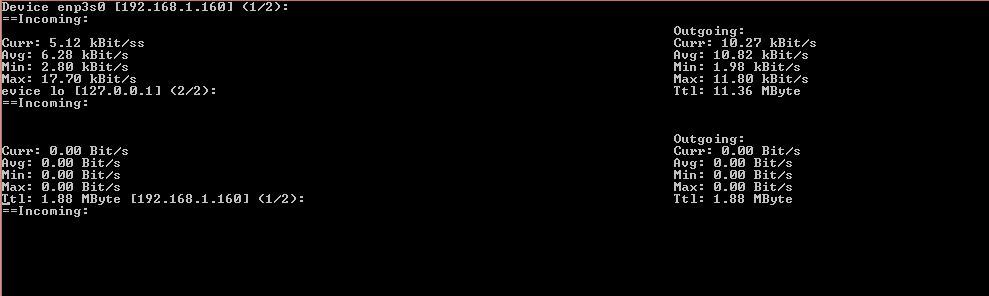 Device enp3s0 [192.168.1.160] (1/2):
==Incoming:
Outgoing:
Curr: 5.12 kBit/ss Curr: 10.27 kBit/s
Avg: 6.28 kBit/s Avg: 10.82 kBit/s
Min: 2.80 kBit/s Min: 1.98 kBit/s
Max: 17.70 kBit/s Max: 11.80 kBit/s
evice lo [127.0.0.1] (2/2): Ttl: 11.36 MByte
==Incoming:
Outgoing:
Curr: 0.00 Bit/s Curr: 0.00 Bit/s
Avg: 0.00 Bit/s Avg: 0.00 Bit/s
Min: 0.00 Bit/s Min: 0.00 Bit/s
Max: 0.00 Bit/s Max: 0.00 Bit/s
Ttl: 1.88 MByte [192.168.1.160] (1/2): Ttl: 1.88 MByte
==Incoming: